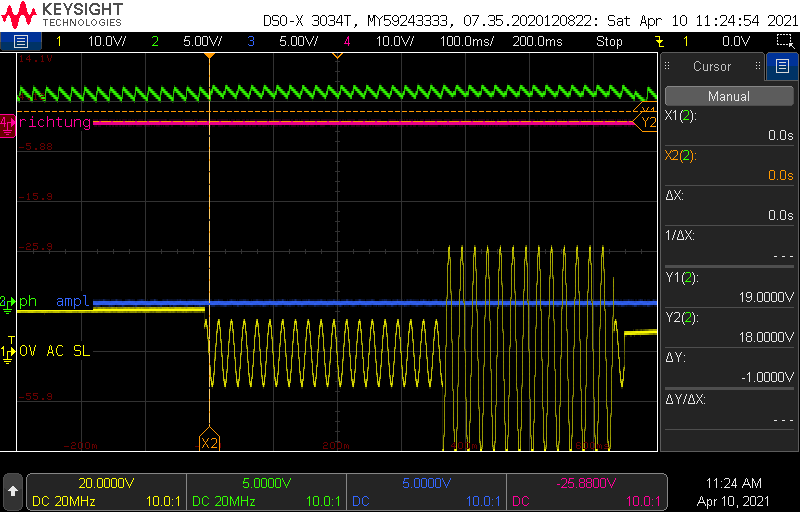 KEYSIGHT
TECHNOLOGIES
DSO-X 3034T, MY59243333, 07.35.2020120822: Sat Apr 10 11:24:54 2021
1 10.0V/ 2 5.00V/ 3 5.00V/ 4 10.0V/ 100.0ms/ 200.0ms Stop 1 0.0V
14.1V
Cursor
Manual
X1(2):
0.0s
X2(2):
0.0s
ΔX:
0.0s
1/ΔX:
- - -
Y1(2):
19.0000V
Y2(2):
18.0000V
ΔY:
-1.0000V
ΔY/ΔX:
- - -
Y1
4 richtung Y2
-5.88
-15.9
-25.9
2 ph ampl
T
1 0V AC SL
-55.9
-200m 200m 400m 600m
X2
20.0000V 5.0000V 5.0000V -25.8800V
DC 20MHz 10.0:1 DC 20MHz 10.0:1 DC 10.0:1 DC 10.0:1
11:24 AM
Apr 10, 2021